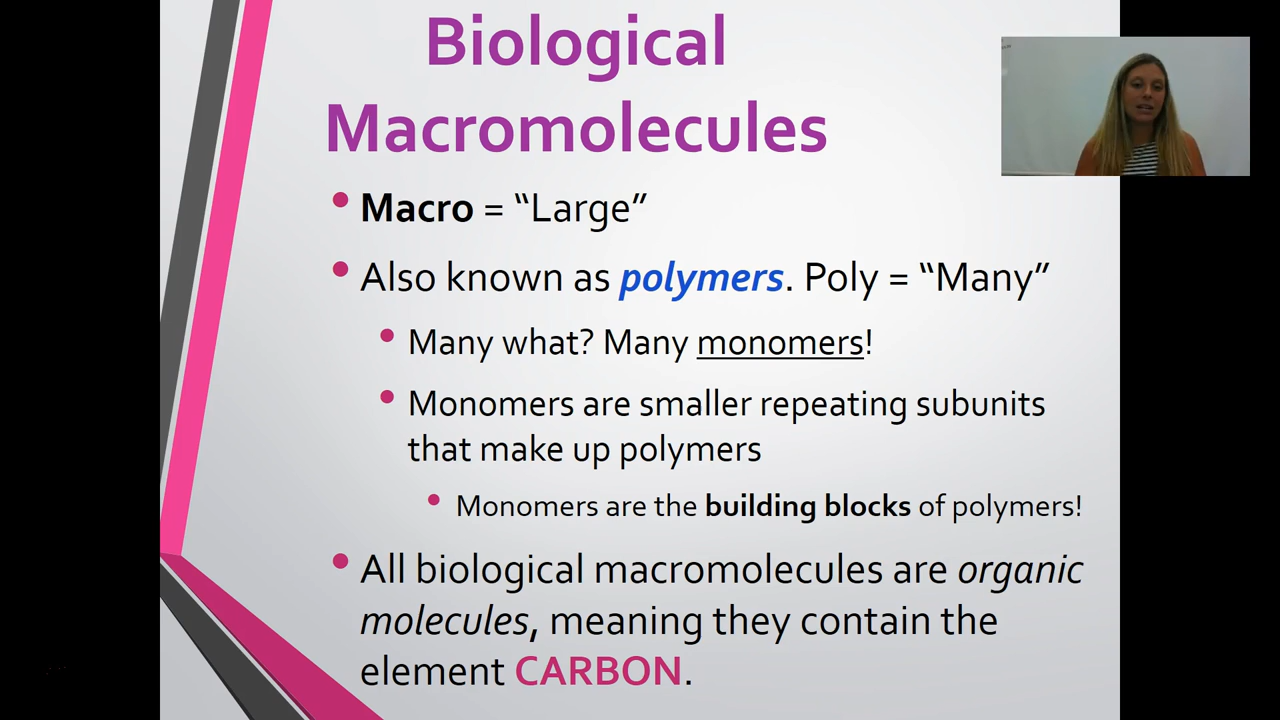 Biological
Macromolecules
• Macro = “Large”
• Also known as polymers. Poly = “Many”
• Many what? Many monomers!
• Monomers are smaller repeating subunits
that make up polymers
• Monomers are the building blocks of polymers!
• All biological macromolecules are organic
molecules, meaning they contain the
element CARBON.